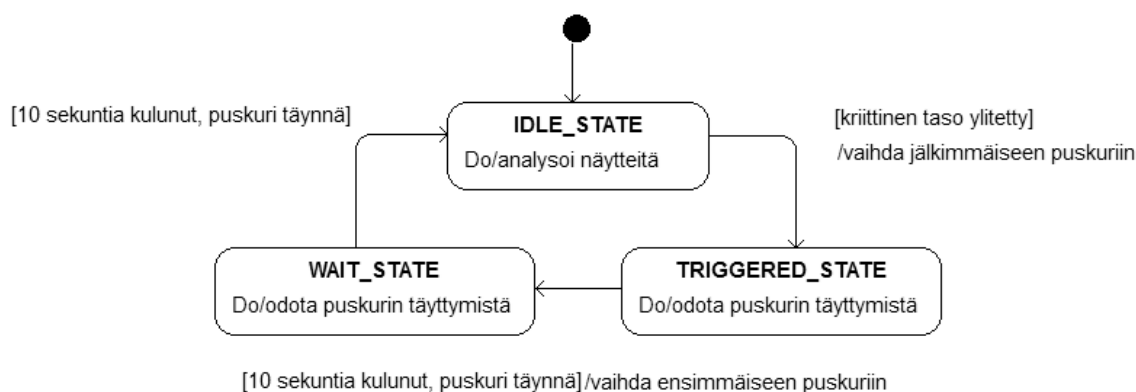 [10 sekuntia kulunut, puskuri täynnä]
IDLE_STATE
Do/analysoi näytteitä
[kriittinen taso ylitetty]
/vaihda jälkimmäiseen puskuriin
WAIT_STATE
Do/odota puskurin täyttymistä
TRIGGERED_STATE
Do/odota puskurin täyttymistä
[10 sekuntia kulunut, puskuri täynnä]/vaihda ensimmäiseen puskuriin